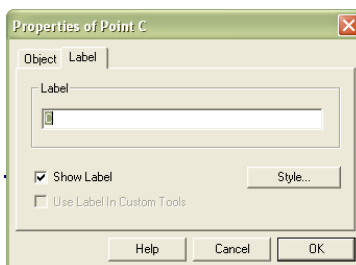 Properties of Point C
Object Label
Label
Show Label Style...
Use Label In Custom Tools
Help Cancel OK